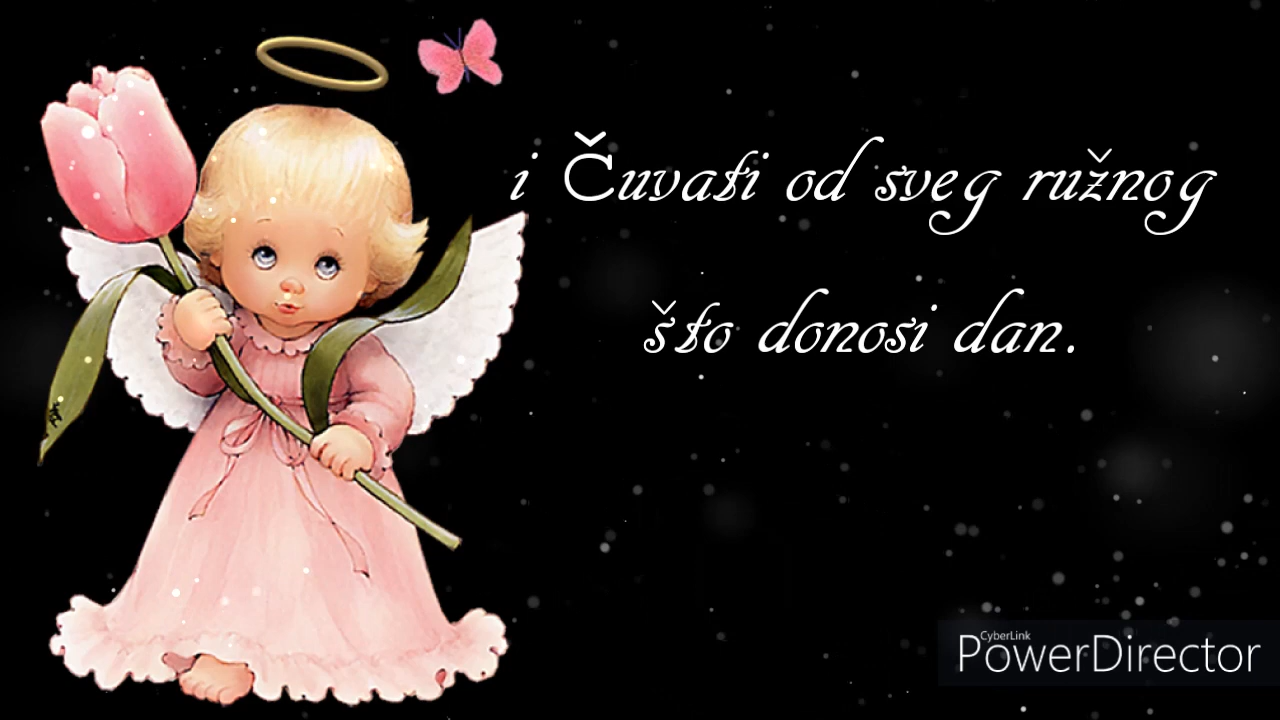 i Čuvati od sveg ružnog
što donosi dan.
CyberLink
PowerDirector